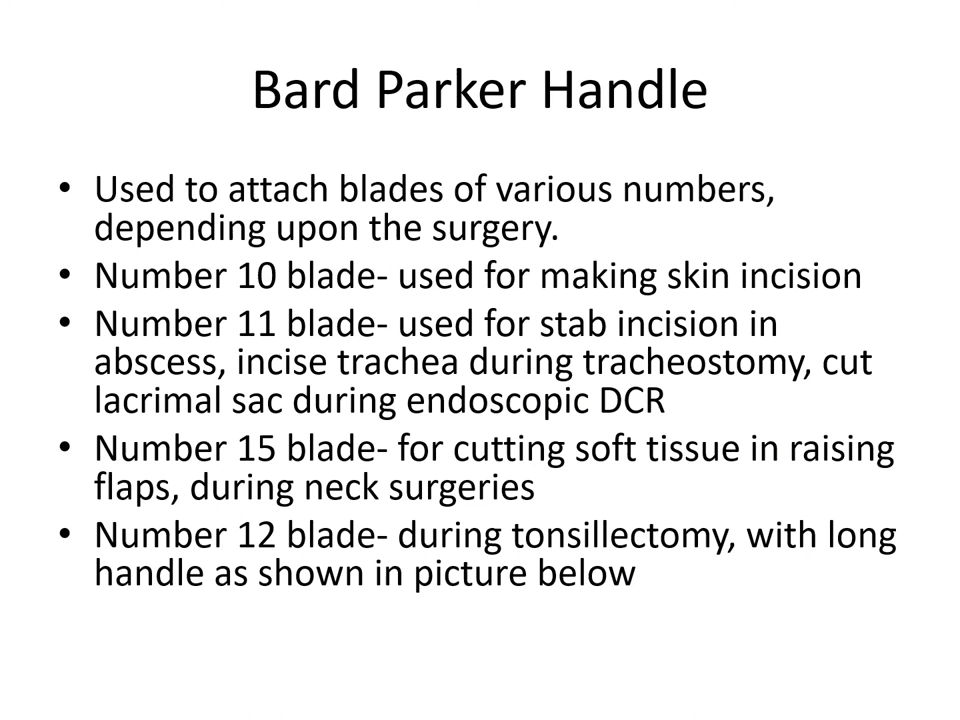 Bard Parker Handle
• Used to attach blades of various numbers,
depending upon the surgery.
• Number 10 blade- used for making skin incision
• Number 11 blade- used for stab incision in
abscess, incise trachea during tracheostomy, cut
lacrimal sac during endoscopic DCR
• Number 15 blade- for cutting soft tissue in raising
flaps, during neck surgeries
• Number 12 blade- during tonsillectomy, with long
handle as shown in picture below